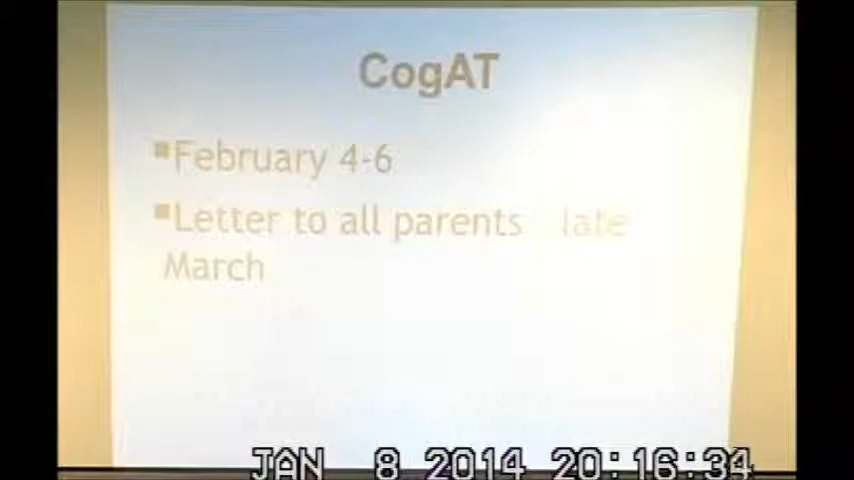 CogAT
▪February 4-6
▪Letter to all parents late
March
JAN 8 2014 20:16:34